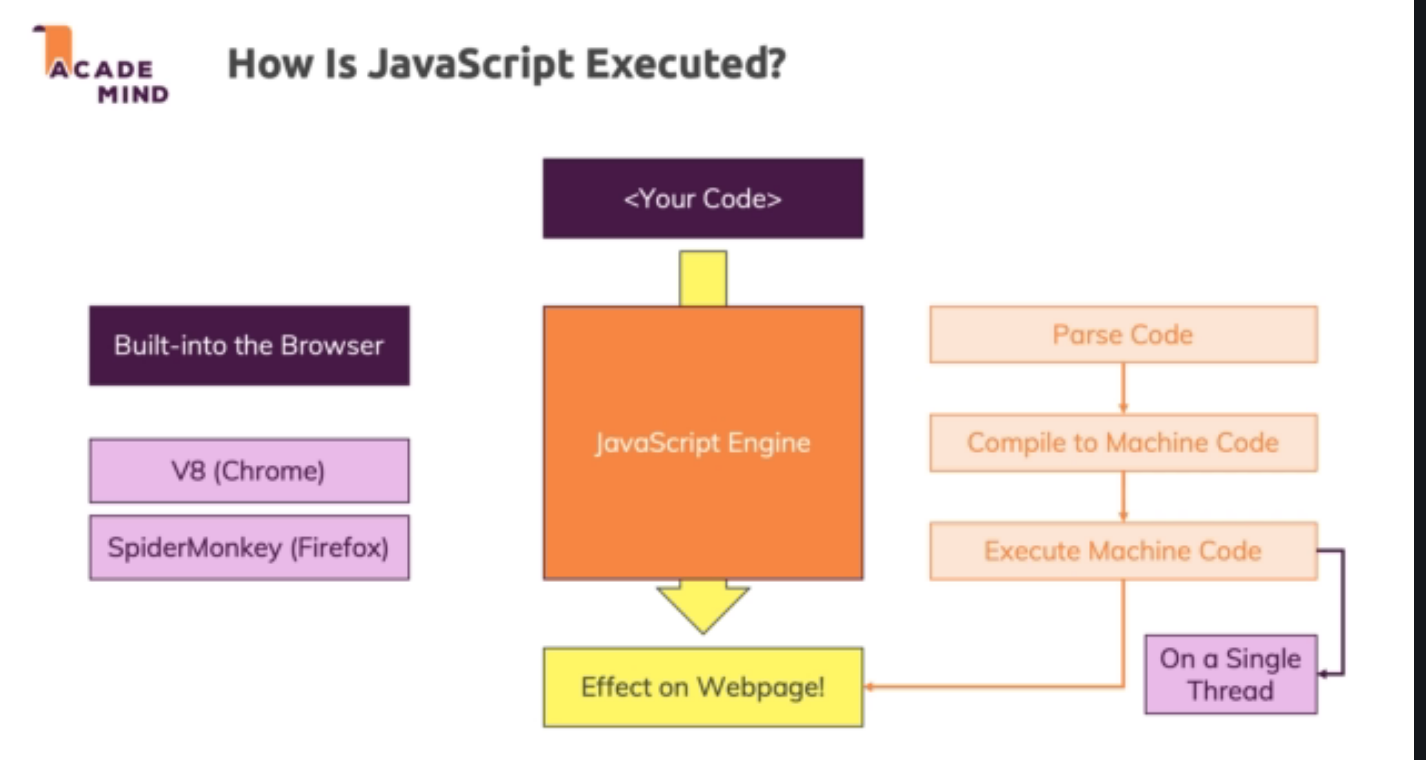 ACADE
MIND
How Is JavaScript Executed?
<Your Code>
Built-into the Browser
V8 (Chrome)
SpiderMonkey (Firefox)
JavaScript Engine
Parse Code
Compile to Machine Code
Execute Machine Code
On a Single
Thread
Effect on Webpage!